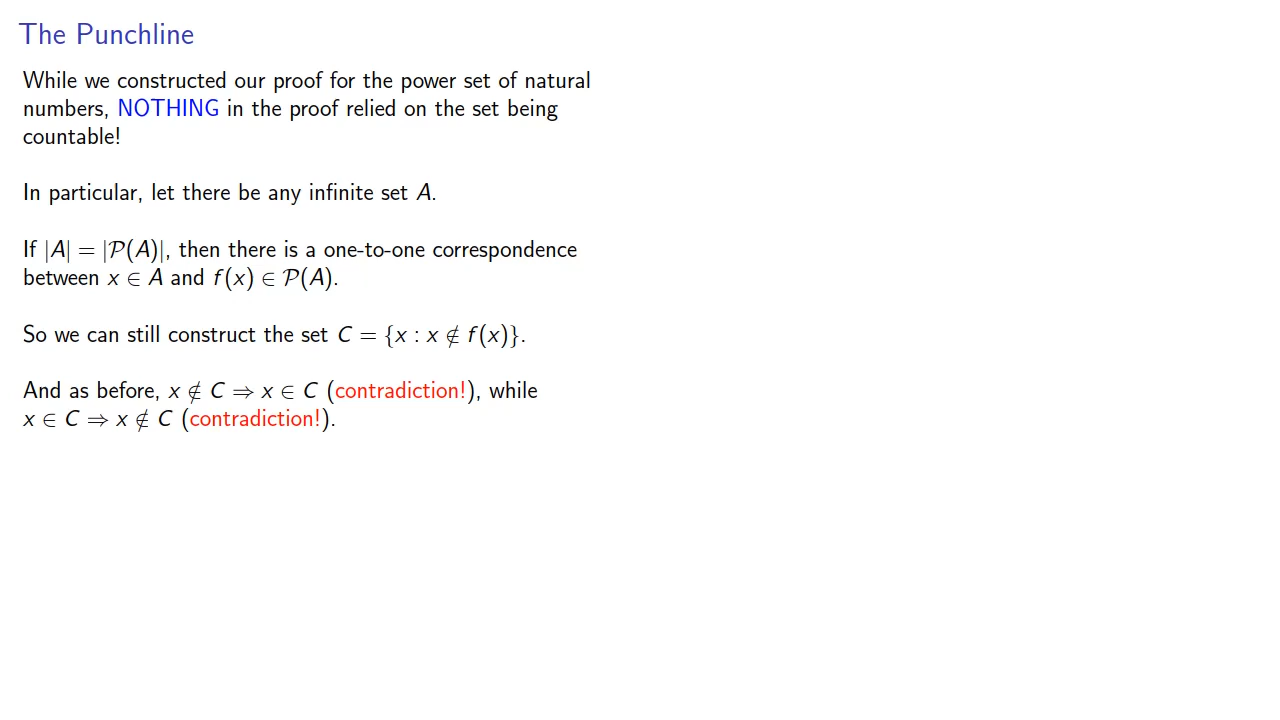 The Punchline
While we constructed our proof for the power set of natural
numbers, NOTHING in the proof relied on the set being
countable!
In particular, let there be any infinite set A.
If |A| = |𝒫(A)|, then there is a one-to-one correspondence
between x ∈ A and f(x) ∈ 𝒫(A).
So we can still construct the set C = {x : x ∉ f(x)}.
And as before, x ∉ C ⇒ x ∈ C (contradiction!), while
x ∈ C ⇒ x ∉ C (contradiction!).